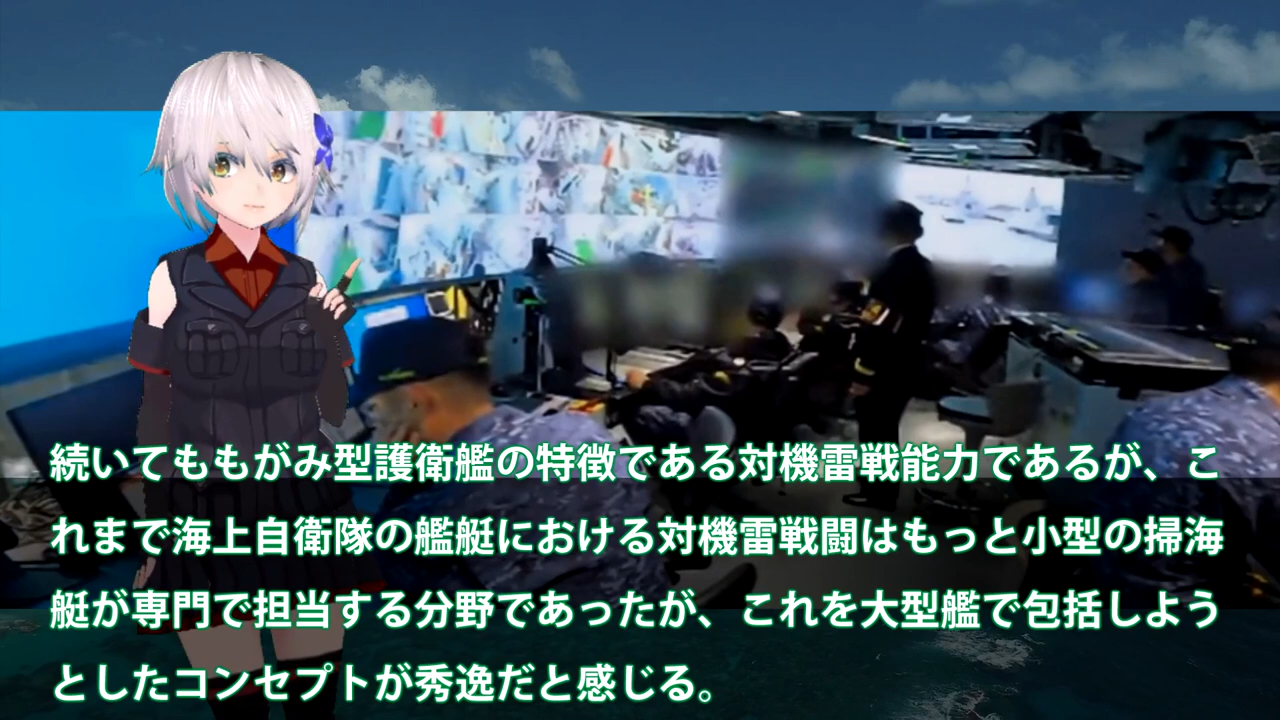 続いてももがみ型護衛艦の特徴である対機雷戦能力であるが、こ
れまで海上自衛隊の艦艇における対機雷戦闘はもっと小型の掃海
艇が専門で担当する分野であったが、これを大型艦で包括しよう
としたコンセプトが秀逸だと感じる。